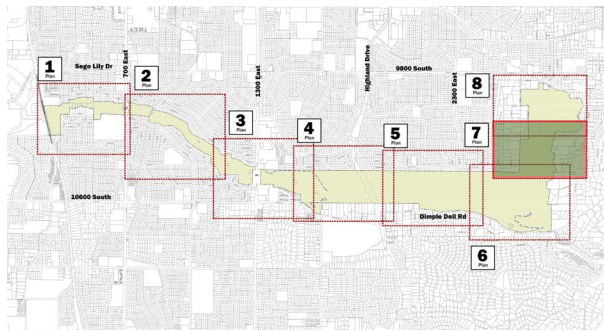 1
Plan
Sego Lily Dr
700 East
2
Plan
1300 East
Highland Drive
9800 South
2300 East
8
Plan
3
Plan
4
Plan
5
Plan
7
Plan
10600 South
Dimple Dell Rd
6
Plan